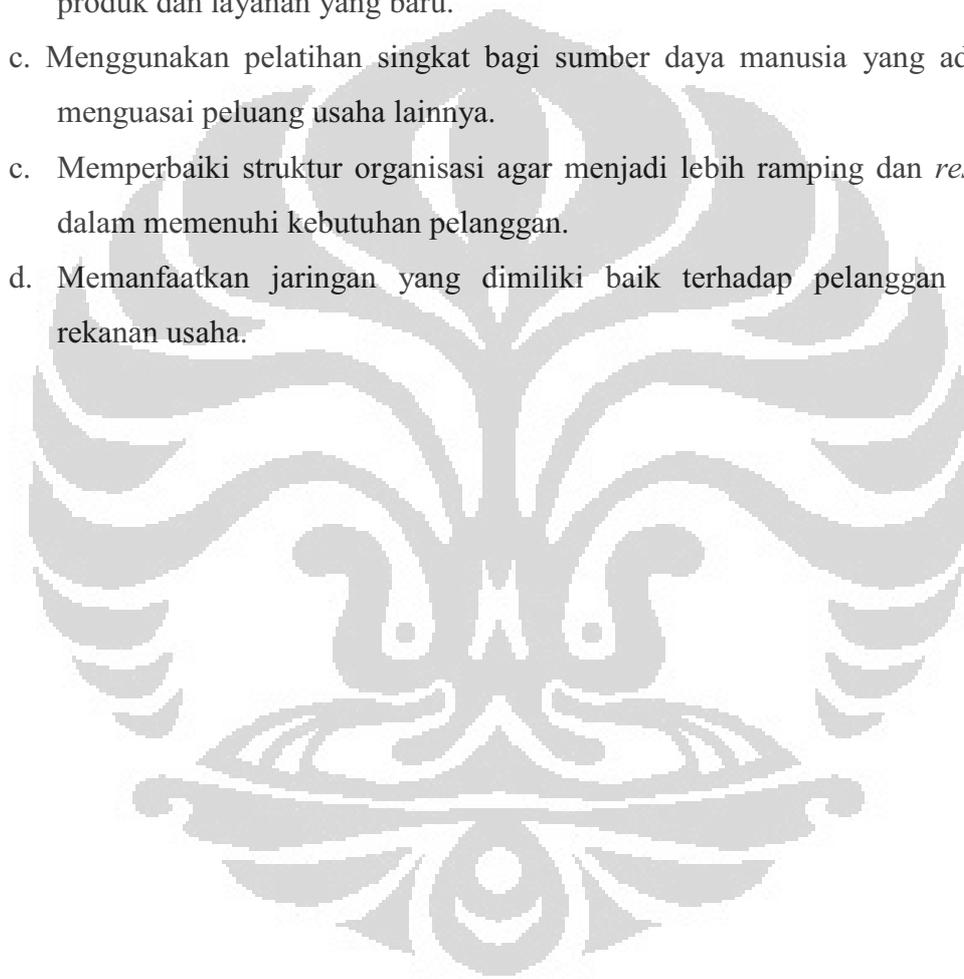 produk dan layanan yang baru.
c. Menggunakan pelatihan singkat bagi sumber daya manusia yang
menguasai peluang usaha lainnya.
c. Memperbaiki struktur organisasi agar menjadi lebih ramping dan
dalam memenuhi kebutuhan pelanggan.
d. Memanfaatkan jaringan yang dimiliki baik terhadap pelanggan
rekanan usaha.